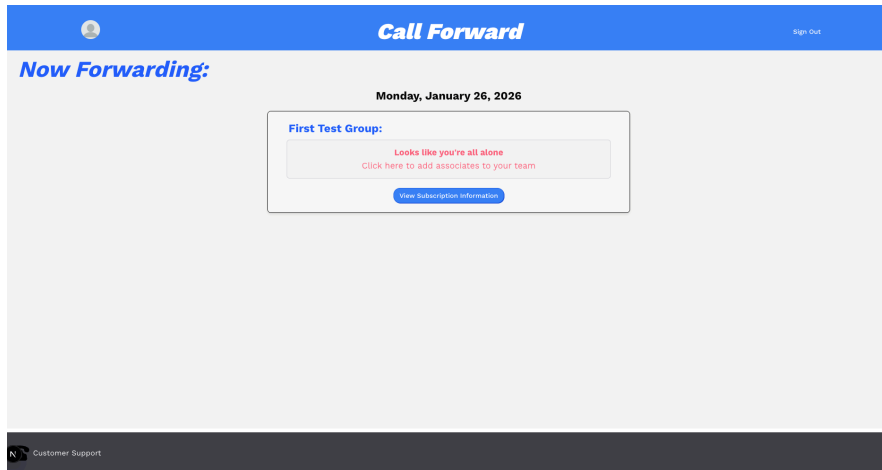 Call Forward
Sign Out
Now Forwarding:
Monday, January 26, 2026
First Test Group:
Looks like you're all alone
Click here to add associates to your team
View Subscription Information
N
Customer Support